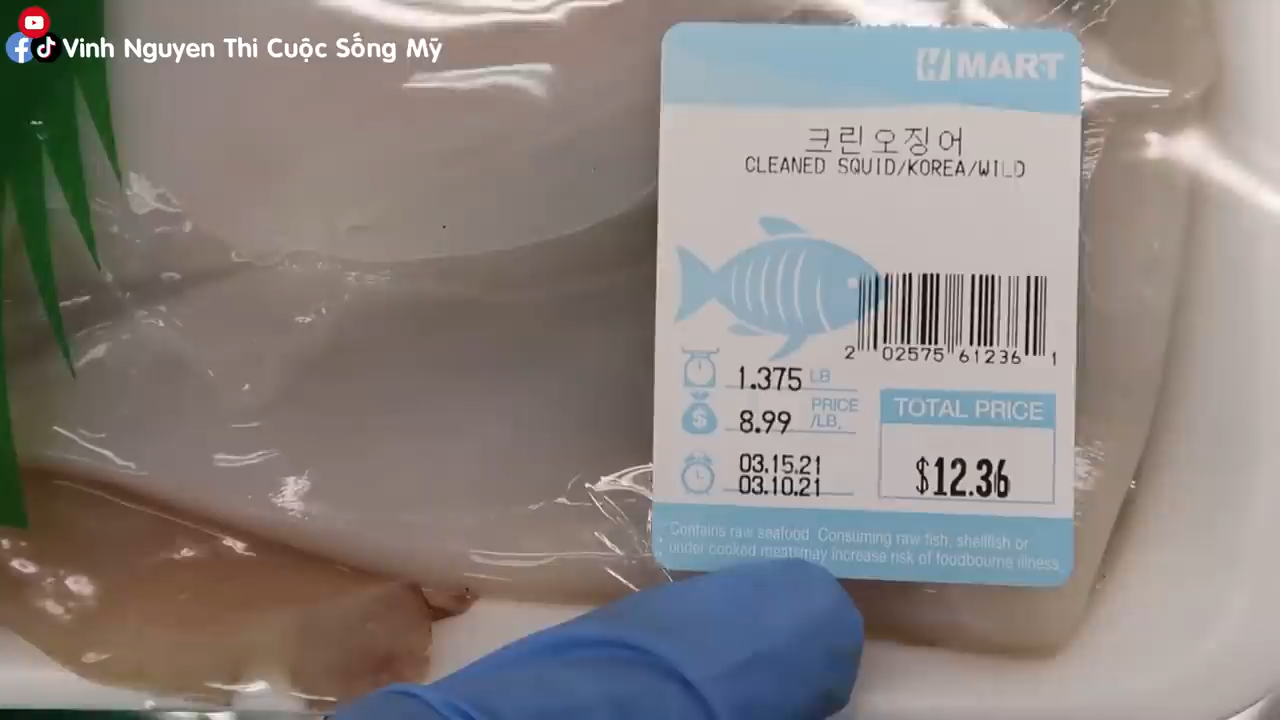 Vinh Nguyen Thi Cuộc Sống Mỹ
H MART
크린오징어
CLEANED SQUID/KOREA/WILD
2 02575 61236 1
1.375 LB
8.99 PRICE /LB.
TOTAL PRICE
$12.36
03.15.21
03.10.21
Contains raw seafood. Consuming raw fish, shellfish or
under cooked meats may increase risk of foodbourne illness.